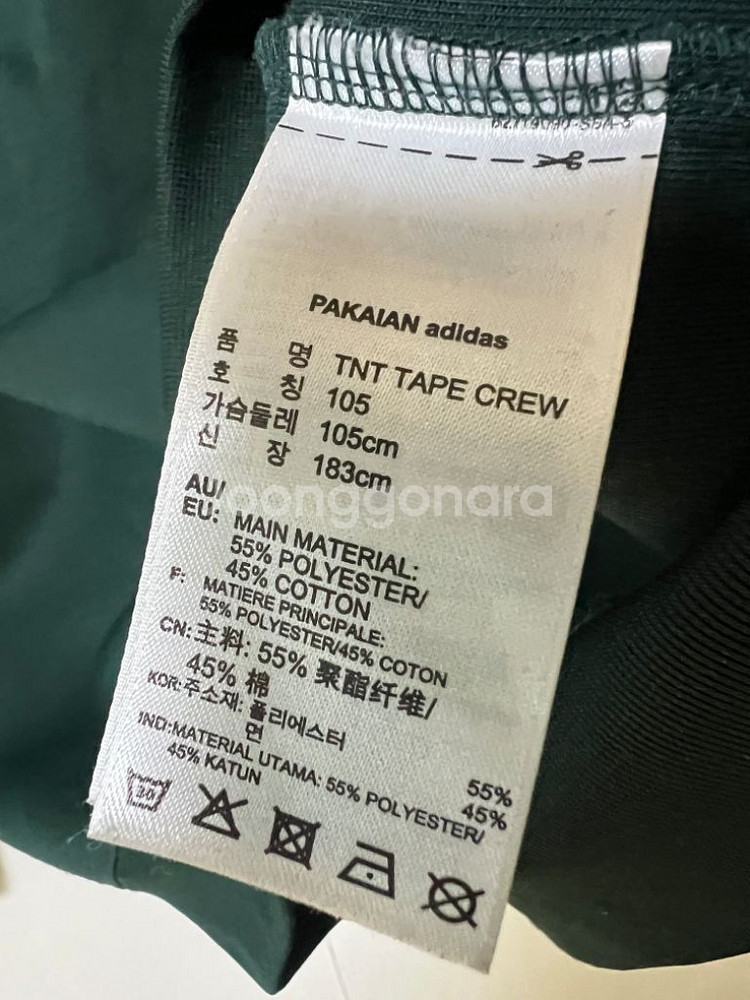 PAKAIAN adidas
품 명 TNT TAPE CREW
호 칭 105
가슴둘레 105cm
신 장 183cm
joonggonara
AU/
EU: MAIN MATERIAL:
55% POLYESTER/
45% COTTON
F: MATIERE PRINCIPALE:
55% POLYESTER/45% COTON
CN:主料: 55% 聚酯纤维/
45% 棉
KOR:주소재: 폴리에스터 55%
면 45%
IND:MATERIAL UTAMA: 55% POLYESTER/
45% KATUN
30